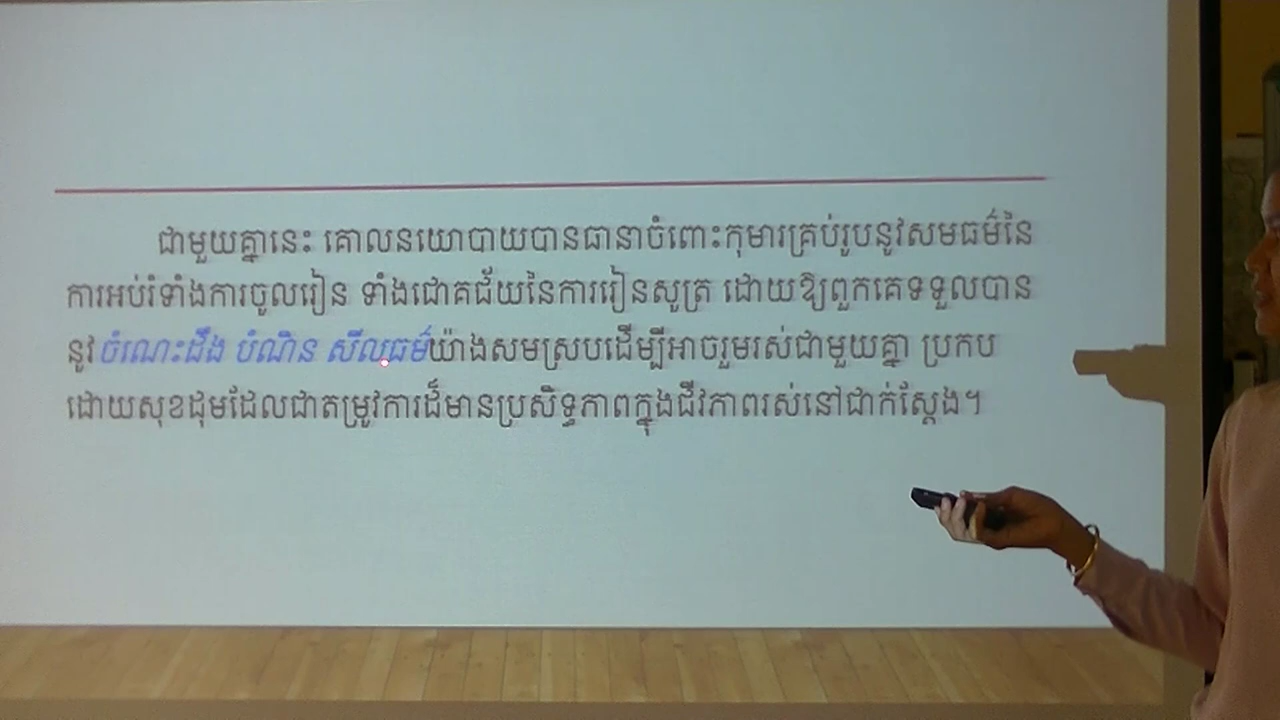 ជាមួយគ្នានេះ គោលនយោបាយបានធានាចំពោះកុមារគ្រប់រូបនូវសមធម៌នៃ
ការអប់រំទាំងការចូលរៀន ទាំងជោគជ័យនៃការរៀនសូត្រ ដោយឱ្យពួកគេទទួលបាន
នូវចំណេះដឹង បំណិន សីលធម៌យ៉ាងសមស្របដើម្បីអាចរួមរស់ជាមួយគ្នា ប្រកប
ដោយសុខដុមដែលជាតម្រូវការដ៏មានប្រសិទ្ធភាពក្នុងជីវភាពរស់នៅជាក់ស្តែង។